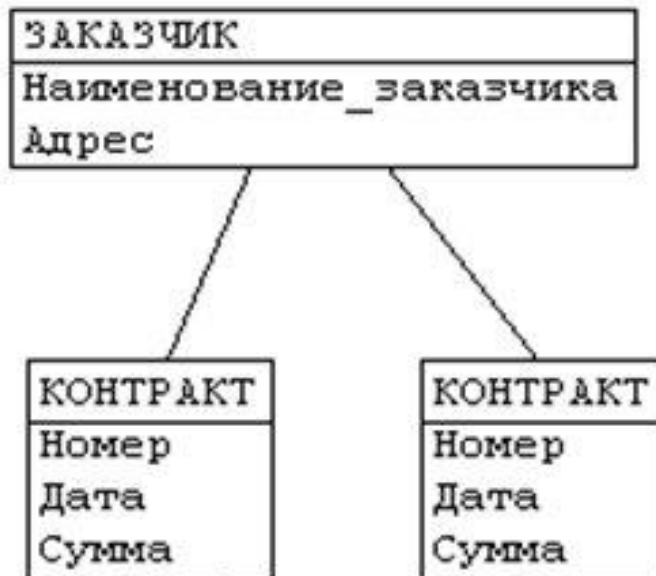 ЗАКАЗЧИК
Наименование_заказчика
Адрес
КОНТРАКТ
Номер
Дата
Сумма
КОНТРАКТ
Номер
Дата
Сумма